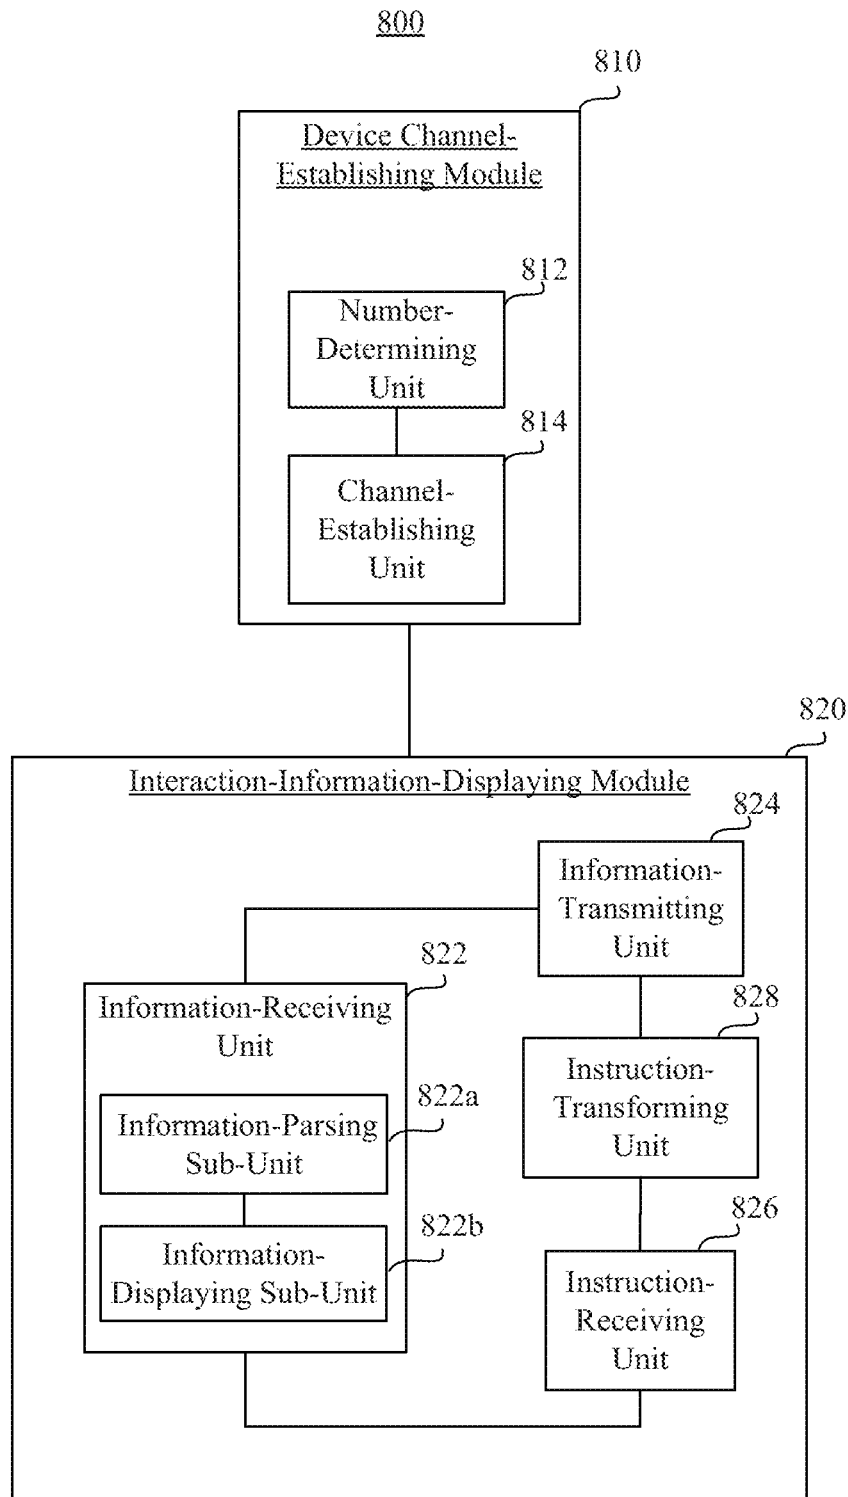 800
810
Device Channel-
Establishing Module
812
Number-
Determining
Unit
814
Channel-
Establishing
Unit
820
Interaction-Information-Displaying Module
824
Information-
Transmitting
Unit
822
Information-Receiving
Unit
828
Instruction-
Transforming
Unit
822a
Information-Parsing
Sub-Unit
822b
Information-
Displaying Sub-Unit
826
Instruction-
Receiving
Unit